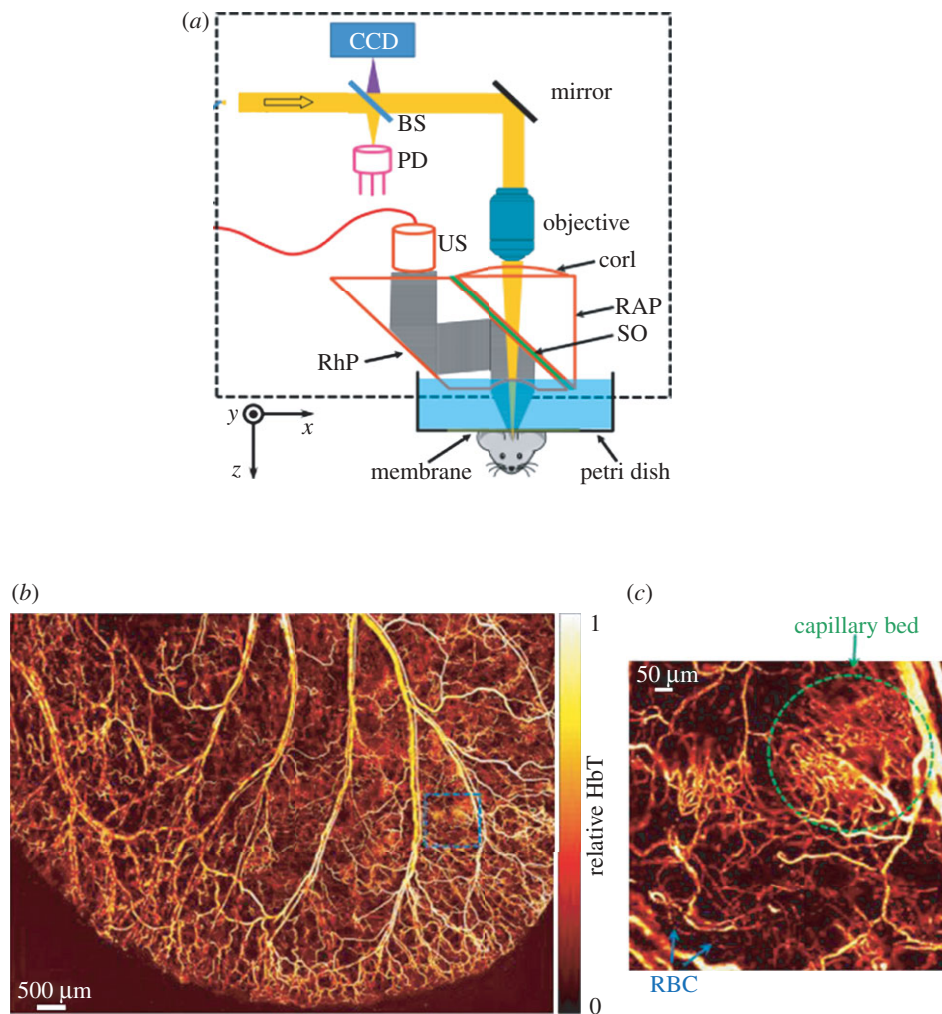 (a)
CCD
mirror
BS
PD
objective
US
corl
RAP
SO
RhP
y
x
z
membrane
petri dish
(b)
(c)
1
capillary bed
50 µm
relative HbT
500 µm
0
RBC